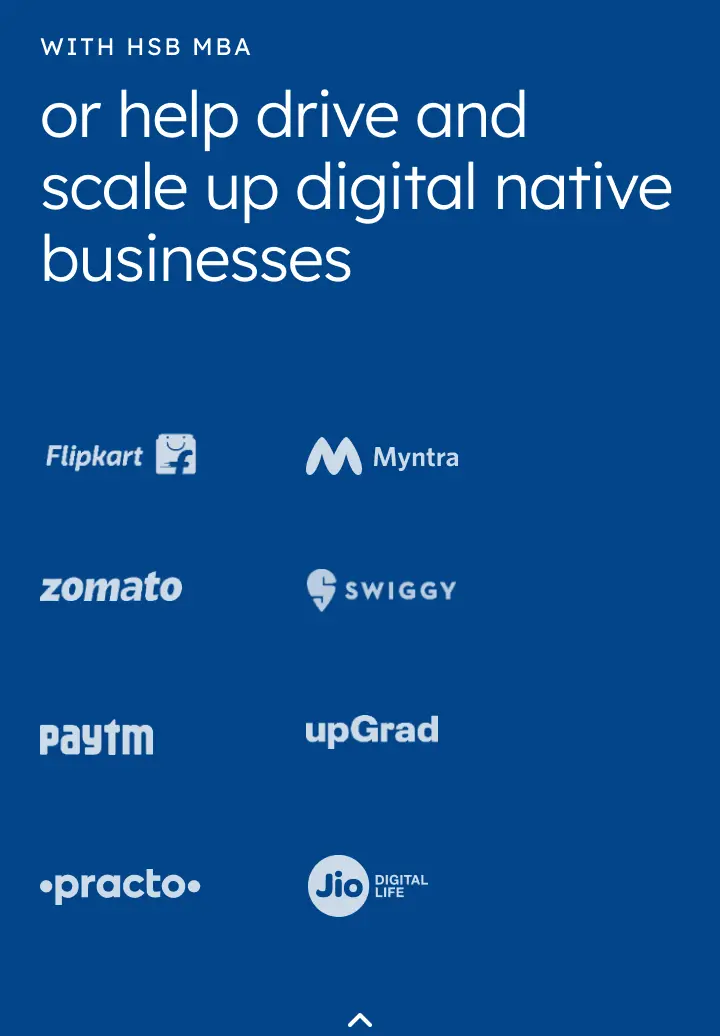 WITH HSB MBA
or help drive and
scale up digital native
businesses
Flipkart
Myntra
zomato
SWIGGY
paytm
upGrad
practo
Jio DIGITAL
LIFE